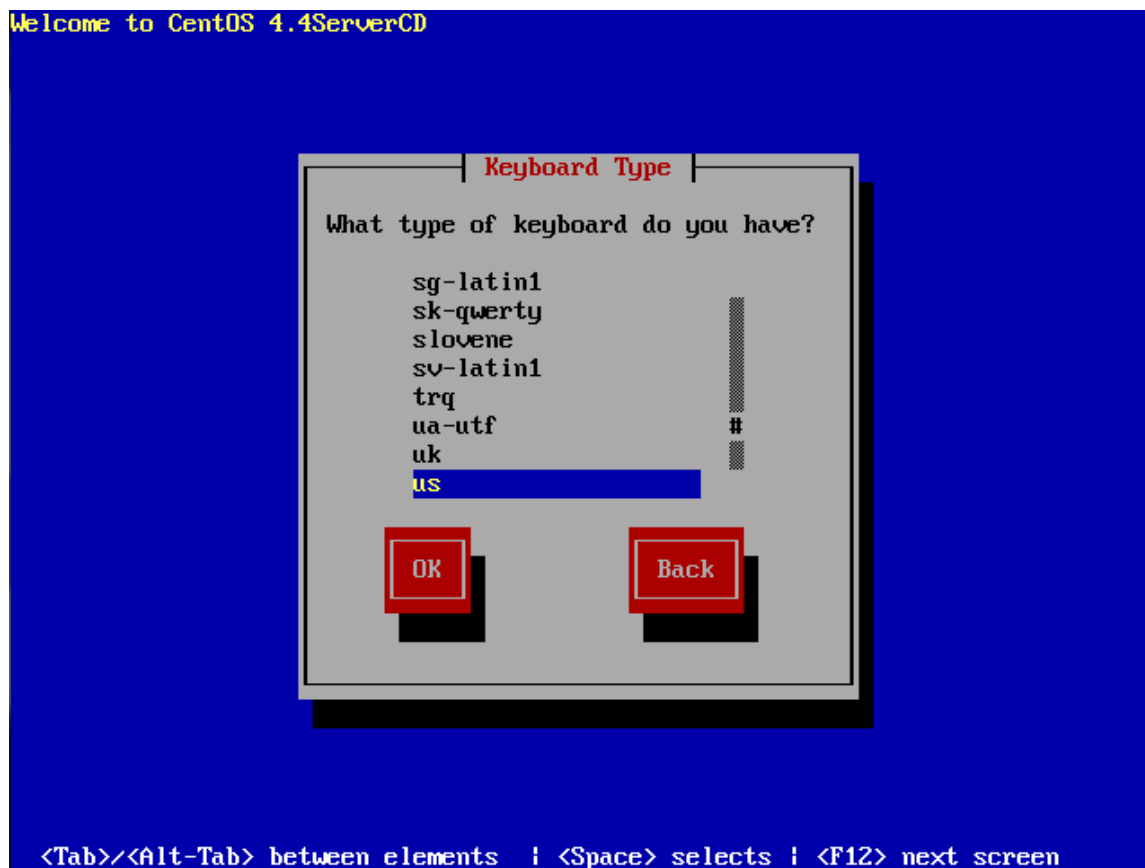 Welcome to CentOS 4.4ServerCD
Keyboard Type
What type of keyboard do you have?
sg-latin1
sk-qwerty
slovene
sv-latin1
trq
ua-utf
#
uk
us
OK
Back
<Tab>/<Alt-Tab> between elements | <Space> selects | <F12> next screen